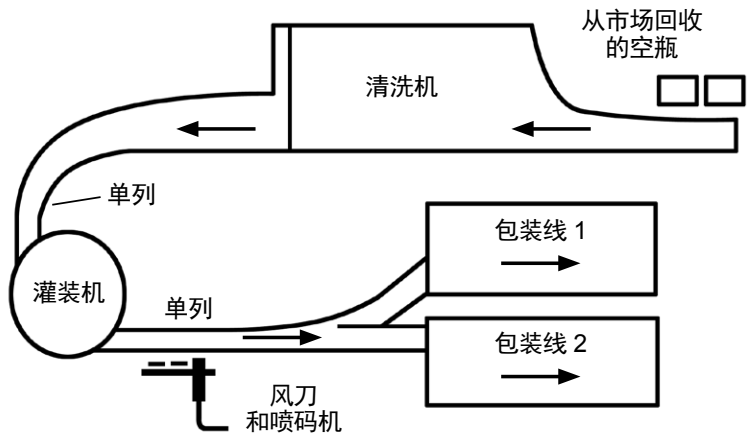 从市场回收
的空瓶
清洗机
单列
包装线 1
灌装机
单列
包装线 2
风刀
和喷码机